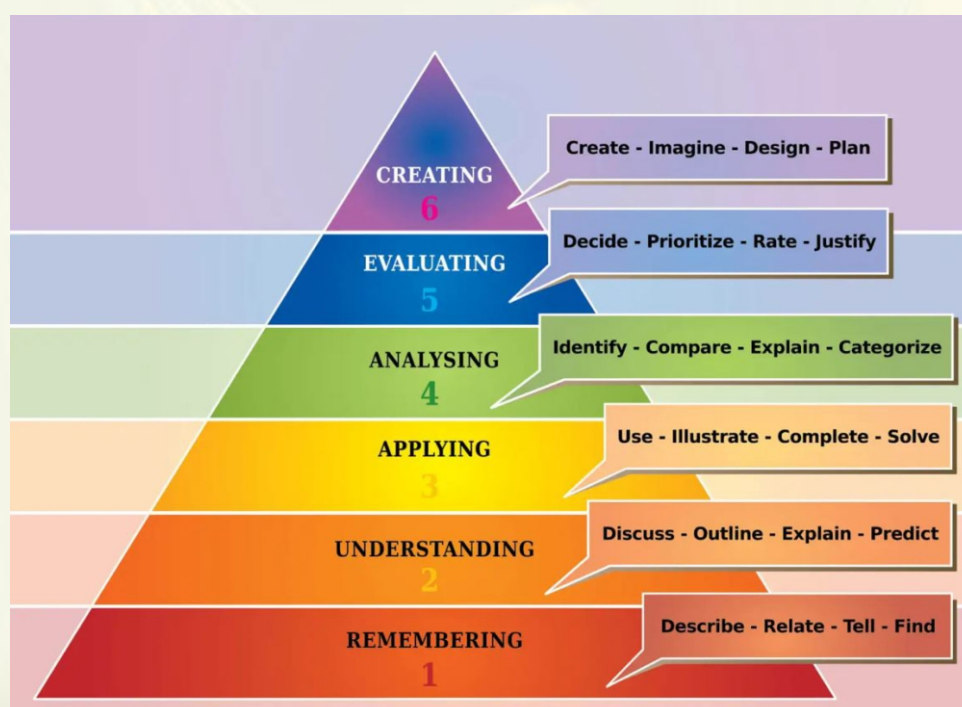 CREATING
6
Create - Imagine - Design - Plan
EVALUATING
5
Decide - Prioritize - Rate - Justify
ANALYSING
4
Identify - Compare - Explain - Categorize
APPLYING
3
Use - Illustrate - Complete - Solve
UNDERSTANDING
2
Discuss - Outline - Explain - Predict
REMEMBERING
1
Describe - Relate - Tell - Find